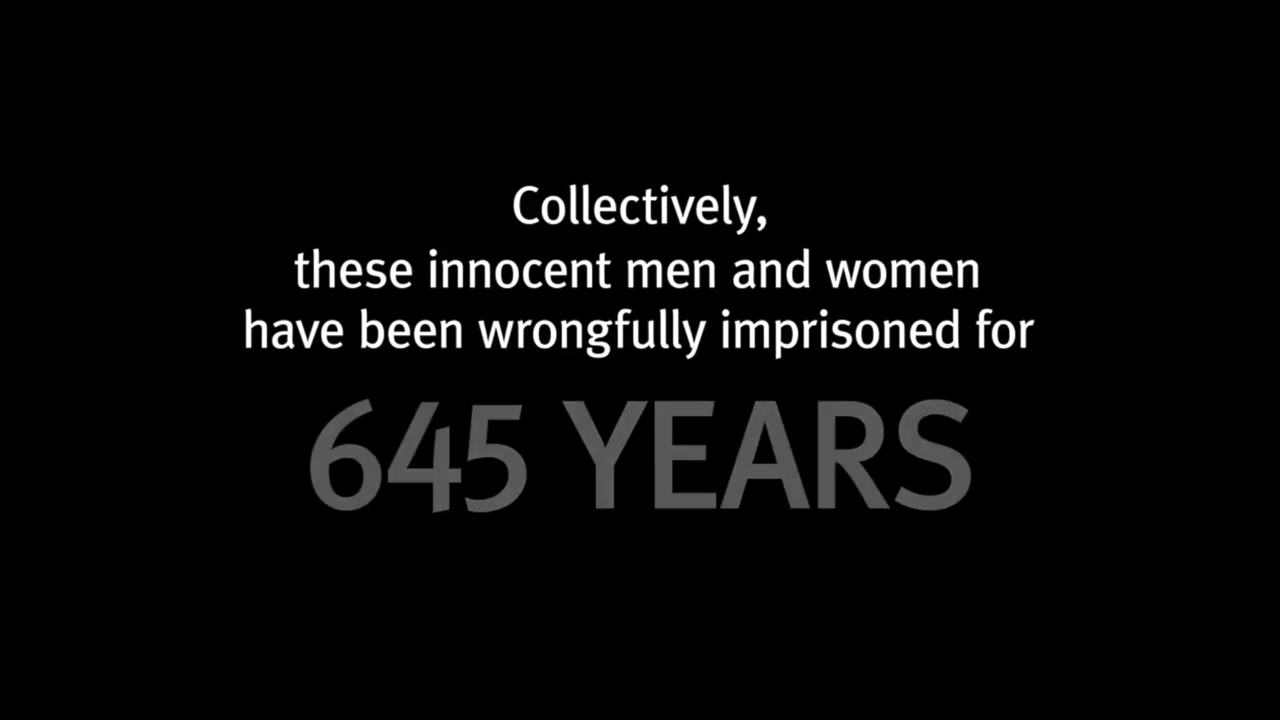 Collectively,
these innocent men and women
have been wrongfully imprisoned for
645 YEARS